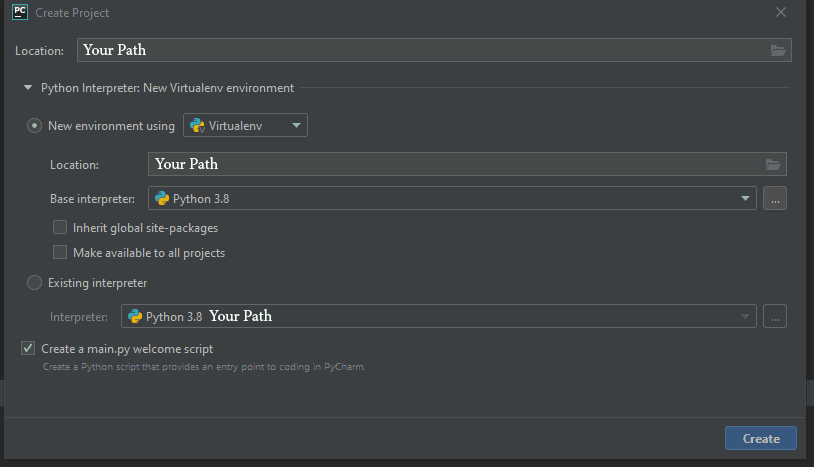 PC Create Project
Location: Your Path
Python Interpreter: New Virtualenv environment
New environment using Virtualenv
Location: Your Path
Base interpreter: Python 3.8 ...
Inherit global site-packages
Make available to all projects
Existing interpreter
Interpreter: Python 3.8 Your Path ...
Create a main.py welcome script
Create a Python script that provides an entry point to coding in PyCharm.
Create